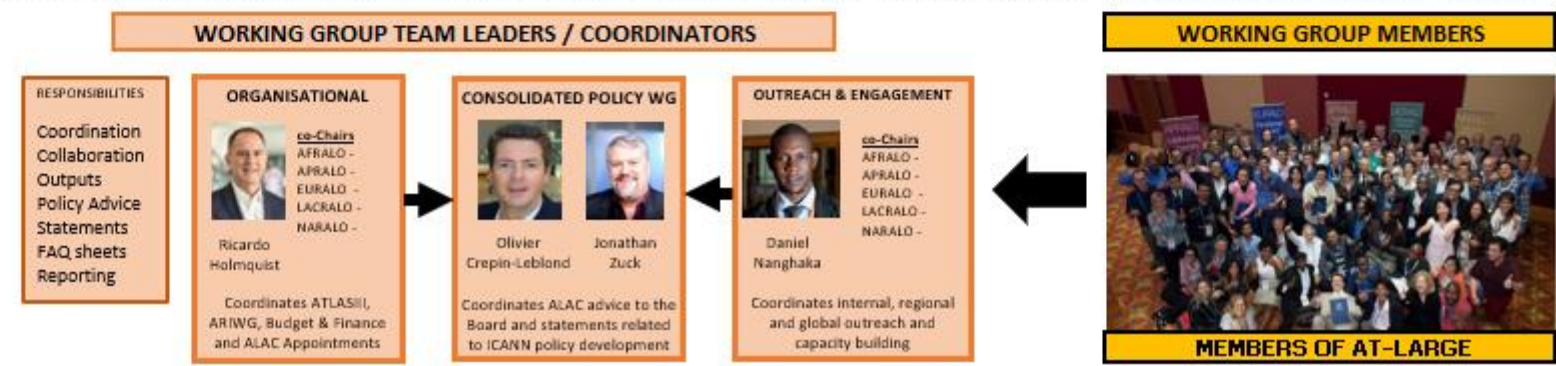 WORKING GROUP TEAM LEADERS / COORDINATORS
RESPONSIBILITIES
Coordination
Collaboration
Outputs
Policy Advice
Statements
FAQ sheets
Reporting
ORGANISATIONAL
co-Chairs
AFRALO -
APRALO -
EURALO -
LACRALO -
NARALO -
Ricardo
Holmquist
Coordinates ATLASIII,
ARIWG, Budget & Finance
and ALAC Appointments
CONSOLIDATED POLICY WG
Olivier
Crepin-Leblond
Jonathan
Zuck
Coordinates ALAC advice to the
Board and statements related
to ICANN policy development
OUTREACH & ENGAGEMENT
co-Chairs
AFRALO -
APRALO -
EURALO -
LACRALO -
NARALO -
Daniel
Nanghaka
Coordinates internal, regional
and global outreach and
capacity building
WORKING GROUP MEMBERS
EURALO
MEMBERS OF AT-LARGE